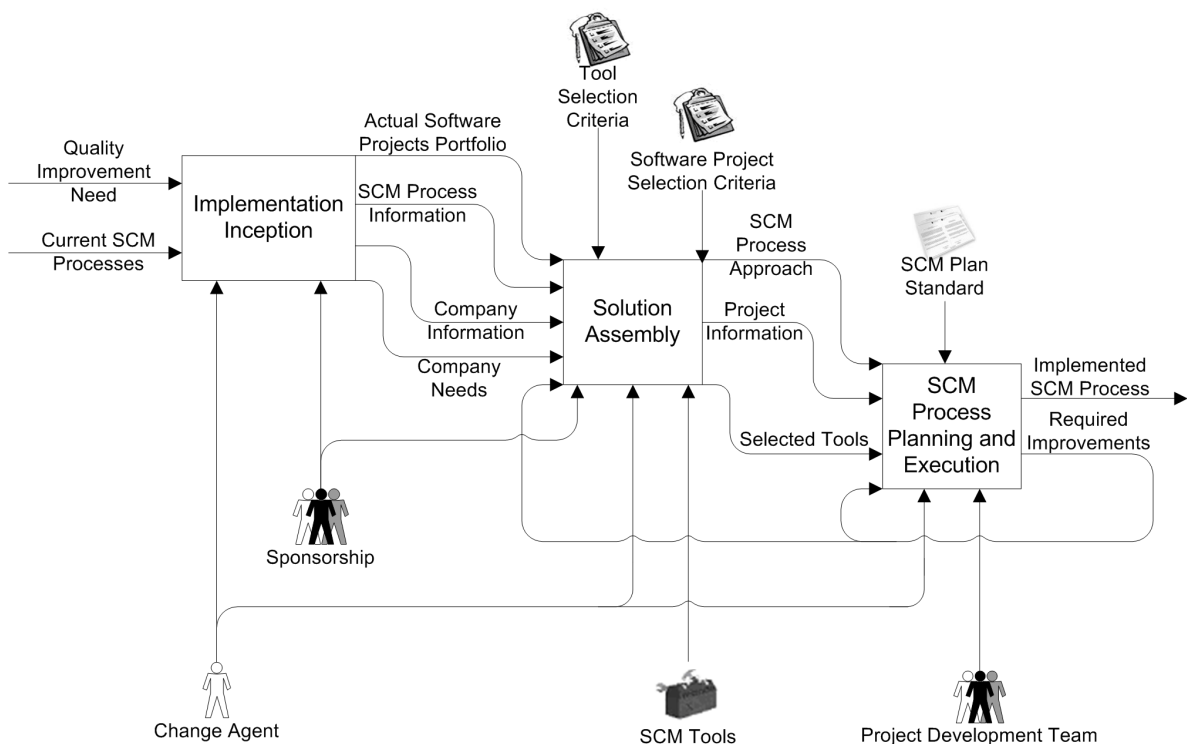 Tool
Selection
Criteria
Actual Software
Projects Portfolio
Quality
Improvement
Need
Software Project
Selection Criteria
Implementation
Inception
SCM Process
Information
SCM
Process
Approach
Current SCM
Processes
SCM Plan
Standard
Company
Information
Solution
Assembly
Project
Information
Company
Needs
Implemented
SCM Process
SCM
Process
Planning and
Execution
Required
Improvements
Selected Tools
Sponsorship
Change Agent
SCM Tools
Project Development Team